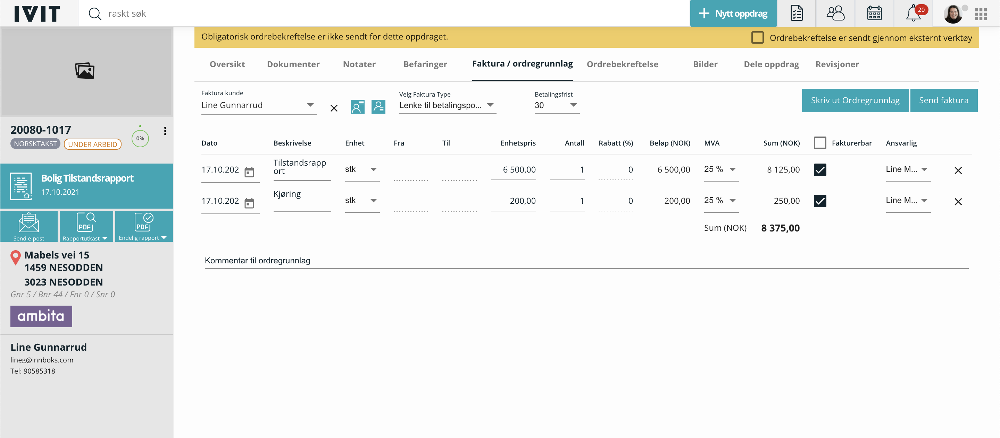 IVIT
raskt søk
Nytt oppdrag
20
Obligatorisk ordrebekreftelse er ikke sendt for dette oppdraget.
Ordrebekreftelse er sendt gjennom eksternt verktøy
Oversikt Dokumenter Notater Befaringer Faktura / ordregrunnlag Ordrebekreftelse Bilder Dele oppdrag Revisjoner
Faktura kunde
Line Gunnarrud
Velg Faktura Type
Lenke til betalingspo...
Betalingsfrist
30
Skriv ut Ordregrunnlag
Send faktura
20080-1017
NORSKTAKST
UNDER ARBEID
0%
Bolig Tilstandsrapport
17.10.2021
Send e-post
PDF
Rapportutkast
PDF
Endelig rapport
Mabels vei 15
1459 NESODDEN
3023 NESODDEN
Gnr 5 / Bnr 44 / Fnr 0 / Snr 0
ambita
Line Gunnarrud
lineg@innboks.com
Tel: 90585318
Dato Beskrivelse Enhet Fra Til Enhetspris Antall Rabatt (%) Beløp (NOK) MVA Sum (NOK) Fakturerbar Ansvarlig
17.10.202 Tilstandsrapp stk 6 500,00 1 0 6 500,00 25 % 8 125,00 Line M...
ort
17.10.202 Kjøring stk 200,00 1 0 200,00 25 % 250,00 Line M...
Sum (NOK) 8 375,00
Kommentar til ordregrunnlag